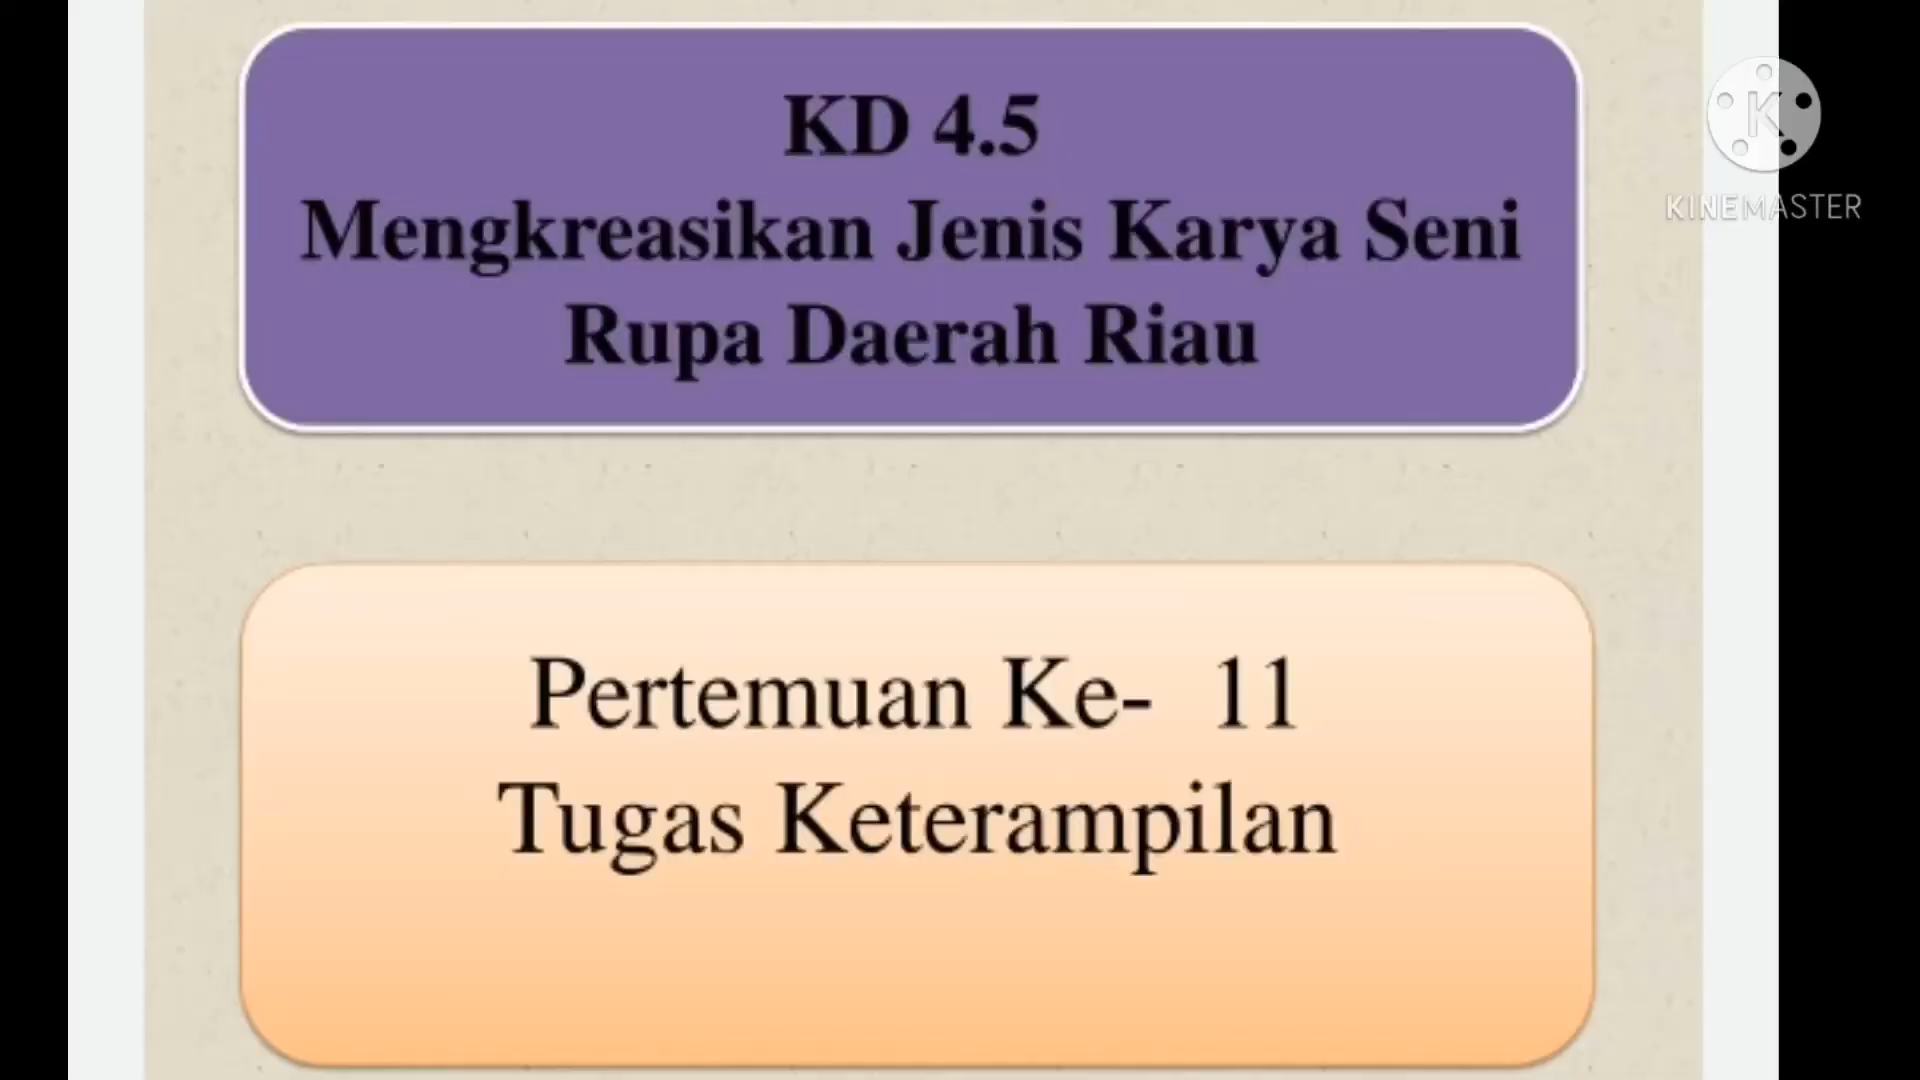 KD 4.5
Mengkreasikan Jenis Karya Seni
Rupa Daerah Riau
K
KINEMASTER
Pertemuan Ke- 11
Tugas Keterampilan